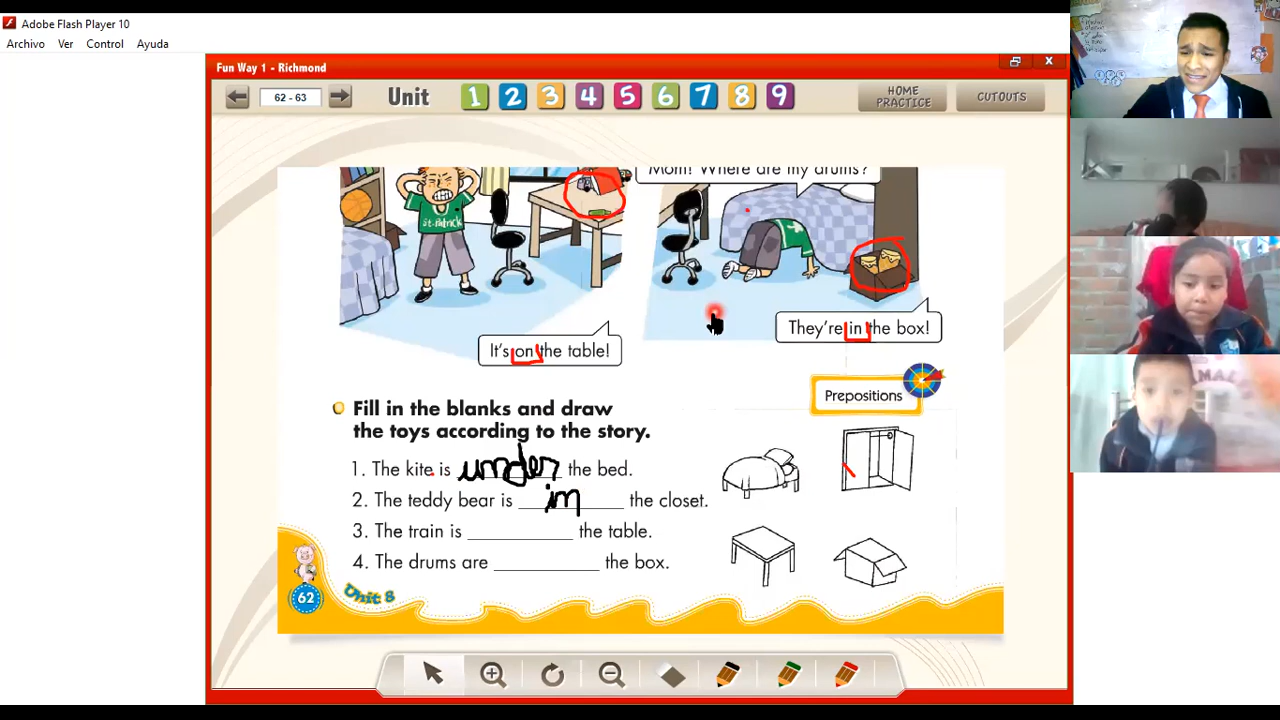 Adobe Flash Player 10
Archivo Ver Control Ayuda
Fun Way 1 - Richmond
62 - 63 Unit 1 2 3 4 5 6 7 8 9 HOME PRACTICE CUTOUTS
Mom! Where are my drums?
St. Patrick
They're in the box!
It's on the table!
Prepositions
Fill in the blanks and draw
the toys according to the story.
1. The kite is under the bed.
2. The teddy bear is in the closet.
3. The train is __________ the table.
4. The drums are __________ the box.
62 Unit 8